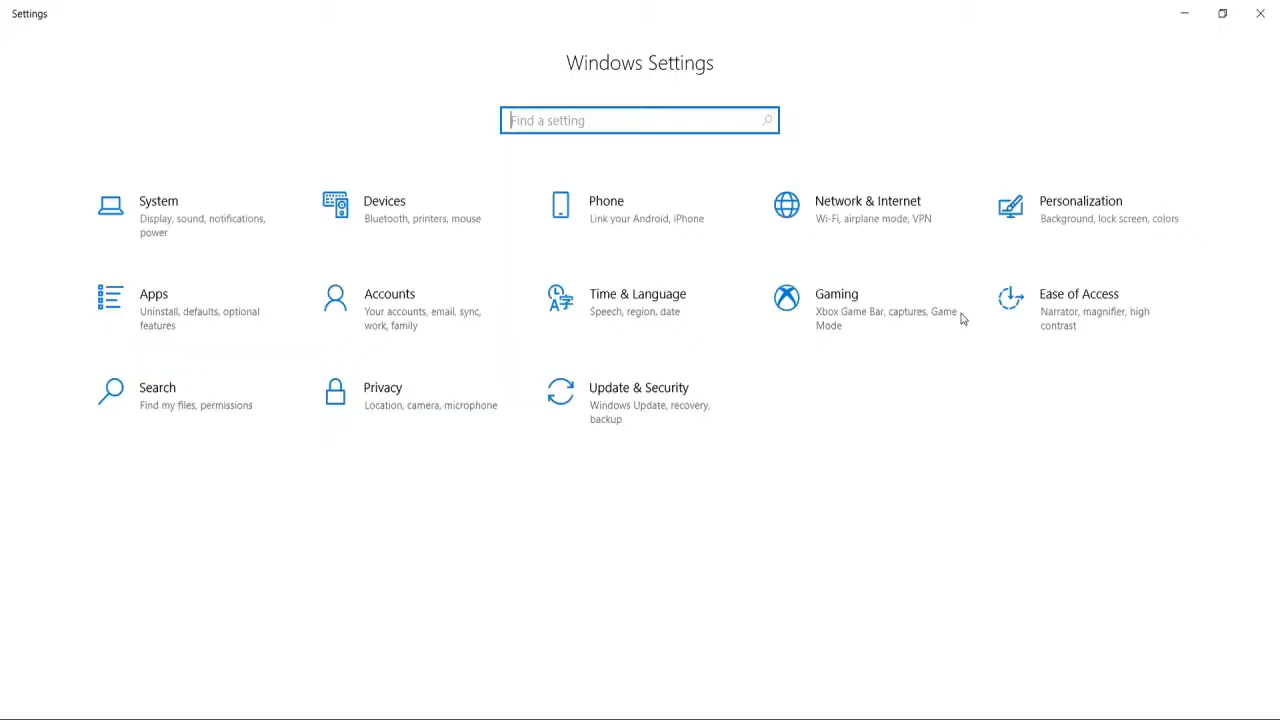 Settings
Windows Settings
Find a setting
System
Display, sound, notifications,
power
Devices
Bluetooth, printers, mouse
Phone
Link your Android, iPhone
Network & Internet
Wi-Fi, airplane mode, VPN
Personalization
Background, lock screen, colors
Apps
Uninstall, defaults, optional
features
Accounts
Your accounts, email, sync,
work, family
Time & Language
Speech, region, date
Gaming
Xbox Game Bar, captures, Game
Mode
Ease of Access
Narrator, magnifier, high
contrast
Search
Find my files, permissions
Privacy
Location, camera, microphone
Update & Security
Windows Update, recovery,
backup